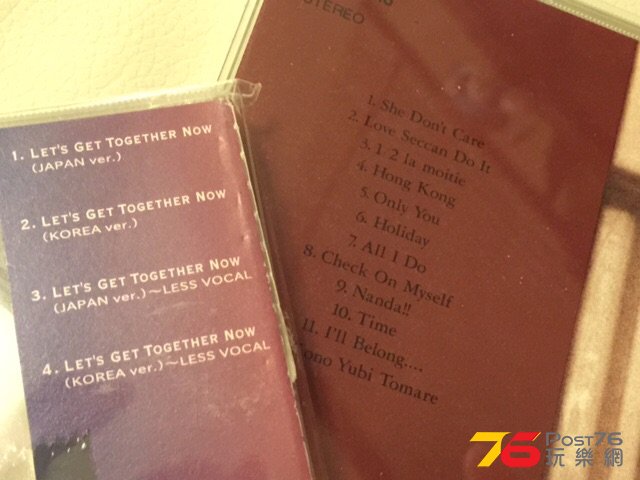 1. LET'S GET TOGETHER NOW
(JAPAN ver.)
2. LET'S GET TOGETHER NOW
(KOREA ver.)
3. LET'S GET TOGETHER NOW
(JAPAN ver.)～LESS VOCAL
4. LET'S GET TOGETHER NOW
(KOREA ver.)～LESS VOCAL
STEREO
1. She Don't Care
2. Love Seccan Do It
3. 1 2 la moitie
4. Hong Kong
5. Only You
6. Holiday
7. All I Do
8. Check On Myself
9. Nanda!!
10. Time
11. I'll Belong....
Yubi Tomare
76 POST76
玩樂網